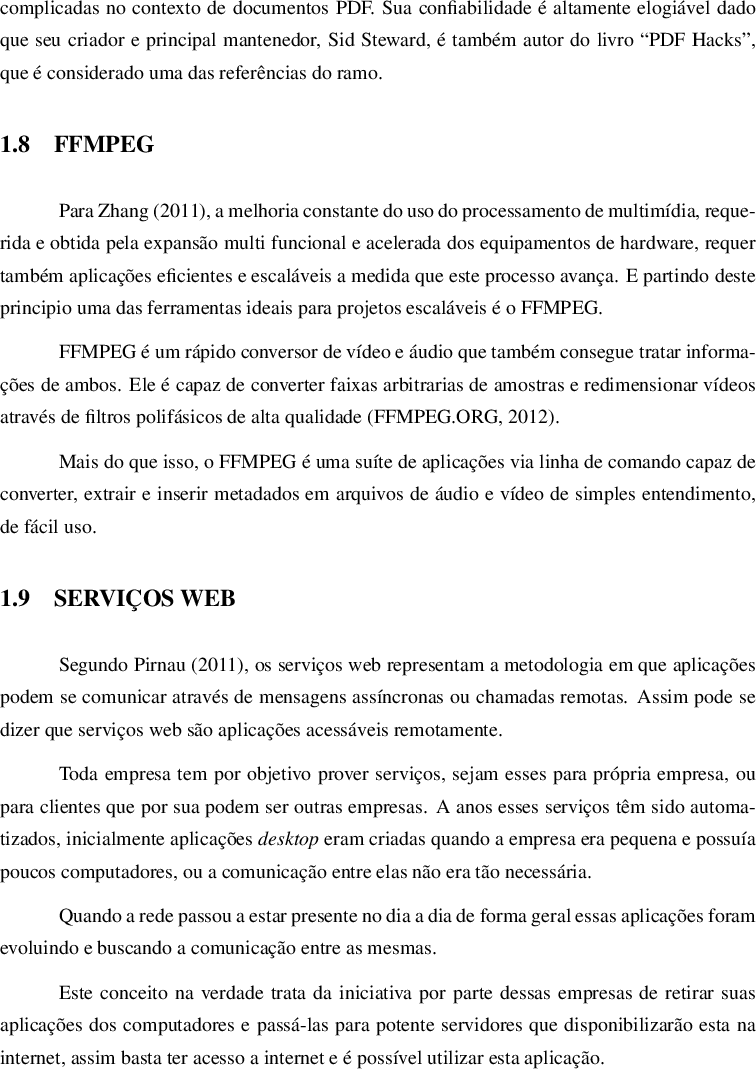 complicadas no contexto de documentos PDF. Sua confiabilidade é altamente elogiável dado
que seu criador e principal mantenedor, Sid Steward, é também autor do livro “PDF Hacks”,
que é considerado uma das referências do ramo.
1.8 FFMPEG
Para Zhang (2011), a melhoria constante do uso do processamento de multimídia, reque-
rida e obtida pela expansão multi funcional e acelerada dos equipamentos de hardware, requer
também aplicações eficientes e escaláveis a medida que este processo avança. E partindo deste
principio uma das ferramentas ideais para projetos escaláveis é o FFMPEG.
FFMPEG é um rápido conversor de vídeo e áudio que também consegue tratar informa-
ções de ambos. Ele é capaz de converter faixas arbitrarias de amostras e redimensionar vídeos
através de filtros polifásicos de alta qualidade (FFMPEG.ORG, 2012).
Mais do que isso, o FFMPEG é uma suíte de aplicações via linha de comando capaz de
converter, extrair e inserir metadados em arquivos de áudio e vídeo de simples entendimento,
de fácil uso.
1.9 SERVIÇOS WEB
Segundo Pirnau (2011), os serviços web representam a metodologia em que aplicações
podem se comunicar através de mensagens assíncronas ou chamadas remotas. Assim pode se
dizer que serviços web são aplicações acessáveis remotamente.
Toda empresa tem por objetivo prover serviços, sejam esses para própria empresa, ou
para clientes que por sua podem ser outras empresas. A anos esses serviços têm sido automa-
tizados, inicialmente aplicações desktop eram criadas quando a empresa era pequena e possuía
poucos computadores, ou a comunicação entre elas não era tão necessária.
Quando a rede passou a estar presente no dia a dia de forma geral essas aplicações foram
evoluindo e buscando a comunicação entre as mesmas.
Este conceito na verdade trata da iniciativa por parte dessas empresas de retirar suas
aplicações dos computadores e passá-las para potente servidores que disponibilizarão esta na
internet, assim basta ter acesso a internet e é possível utilizar esta aplicação.